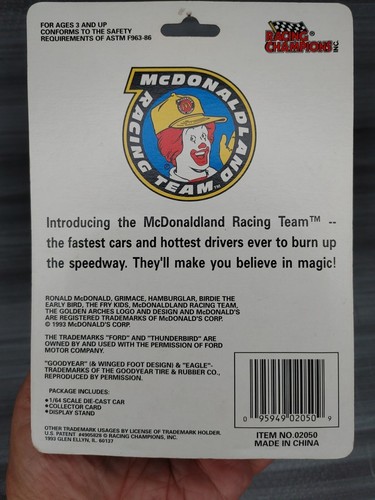 FOR AGES 3 AND UP
CONFORMS TO THE SAFETY
REQUIREMENTS OF ASTM F963-86
RACING
CHAMPIONS INC.
McDONALDLAND
RACING TEAM™
Introducing the McDonaldland Racing Team™ --
the fastest cars and hottest drivers ever to burn up
the speedway. They'll make you believe in magic!
RONALD McDONALD, GRIMACE, HAMBURGLAR, BIRDIE THE
EARLY BIRD, THE FRY KIDS, McDONALDLAND RACING TEAM,
THE GOLDEN ARCHES LOGO AND DESIGN AND McDONALD'S
ARE REGISTERED TRADEMARKS OF McDONALD'S CORP.
© 1993 McDONALD'S CORP.
THE TRADEMARKS "FORD" AND "THUNDERBIRD" ARE
OWNED BY AND USED WITH THE PERMISSION OF FORD
MOTOR COMPANY.
"GOODYEAR" (& WINGED FOOT DESIGN) & "EAGLE".
TRADEMARKS OF THE GOODYEAR TIRE & RUBBER CO.,
REPRODUCED BY PERMISSION.
PACKAGE INCLUDES:
•1/64 SCALE DIE-CAST CAR
•COLLECTOR CARD
•DISPLAY STAND
OTHER TRADEMARK USAGES BY LICENSE OF TRADEMARK HOLDER.
U.S. PATENT #4905826 © RACING CHAMPIONS, INC.
1993 GLEN ELLYN, IL. 60137
0 95949 02050 9
ITEM NO.02050
MADE IN CHINA